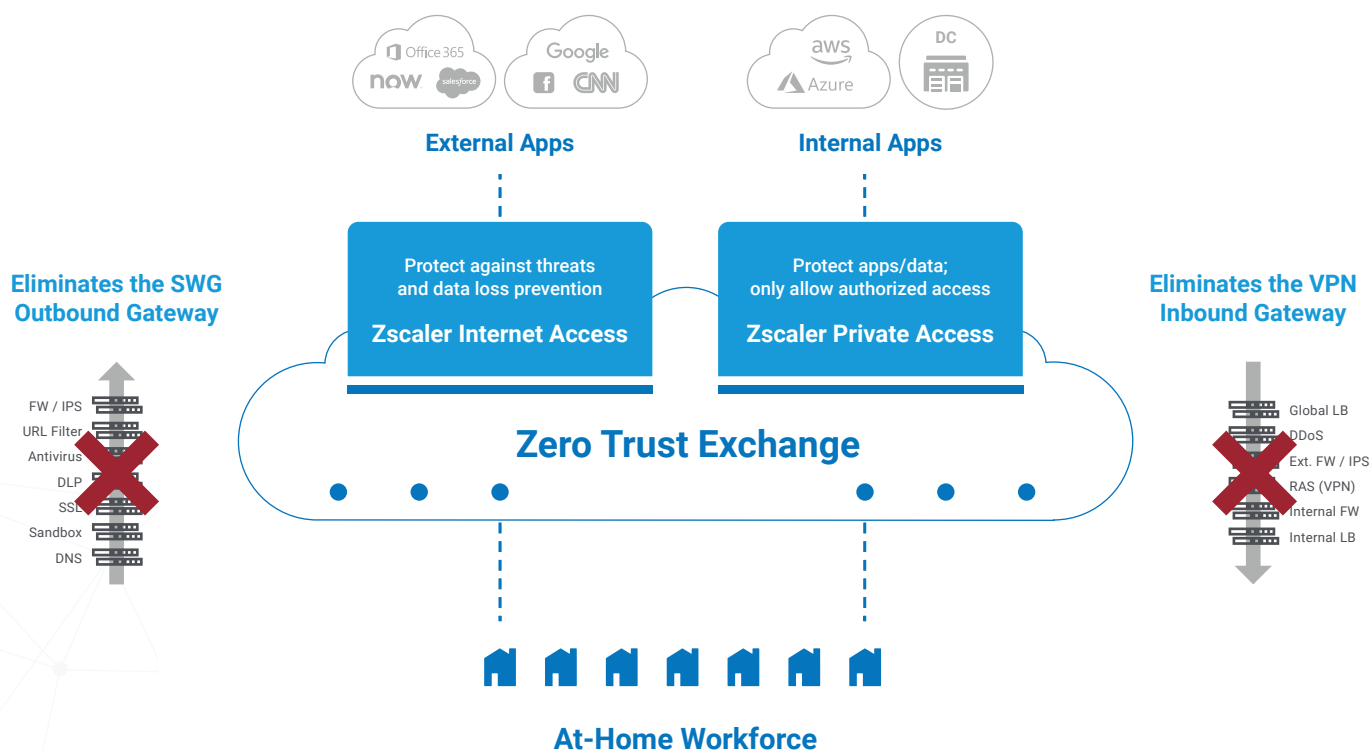 Office 365
now
salesforce
Google
f
CNN
aws
Azure
DC
External Apps
Internal Apps
Eliminates the SWG
Outbound Gateway
Protect against threats
and data loss prevention
Zscaler Internet Access
Protect apps/data;
only allow authorized access
Zscaler Private Access
Eliminates the VPN
Inbound Gateway
FW / IPS
URL Filter
Antivirus
DLP
SSL
Sandbox
DNS
Zero Trust Exchange
Global LB
DDoS
Ext. FW / IPS
RAS (VPN)
Internal FW
Internal LB
At-Home Workforce